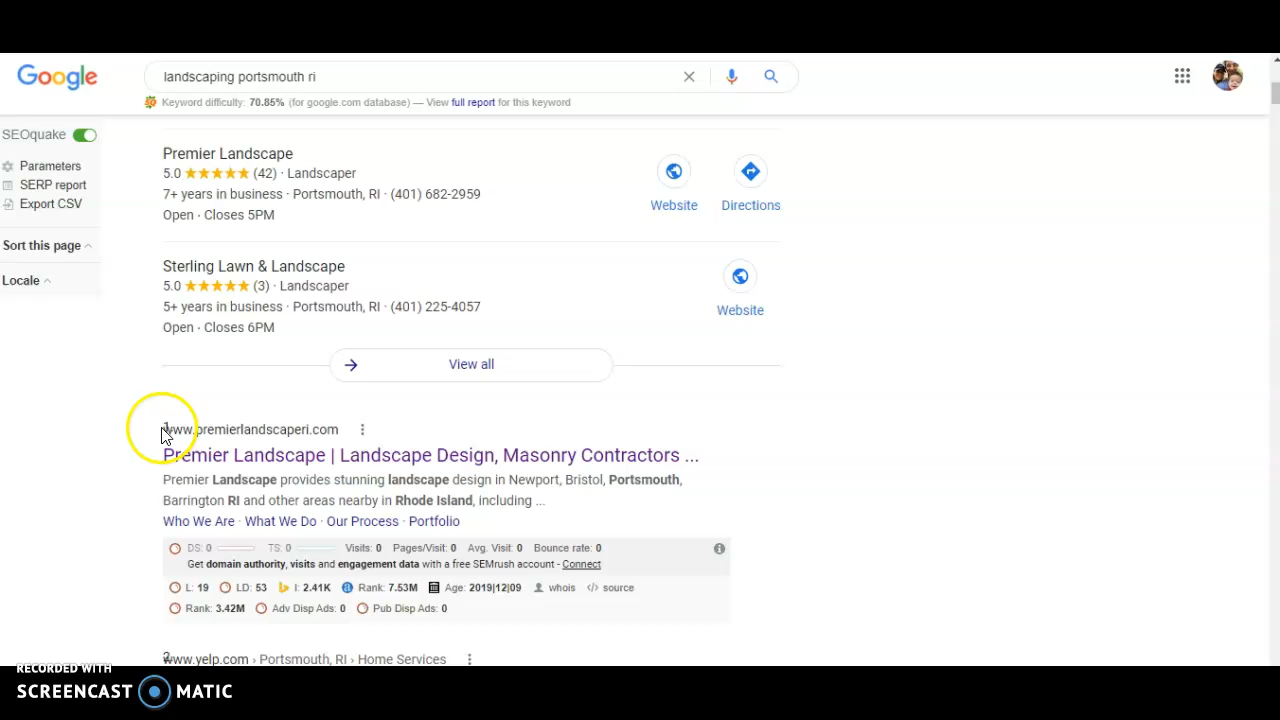 Google
landscaping portsmouth ri
Keyword difficulty: 70.85% (for google.com database) — View full report for this keyword
SEOquake
Parameters
SERP report
Export CSV
Sort this page
Locale
Premier Landscape
5.0 ★★★★★ (42) · Landscaper
7+ years in business · Portsmouth, RI · (401) 682-2959
Open · Closes 5PM
Website
Directions
Sterling Lawn & Landscape
5.0 ★★★★★ (3) · Landscaper
5+ years in business · Portsmouth, RI · (401) 225-4057
Open · Closes 6PM
Website
View all
1
www.premierlandscaperi.com
Premier Landscape | Landscape Design, Masonry Contractors ...
Premier Landscape provides stunning landscape design in Newport, Bristol, Portsmouth,
Barrington RI and other areas nearby in Rhode Island, including ...
Who We Are · What We Do · Our Process · Portfolio
DS: 0 TS: 0 Visits: 0 Pages/Visit: 0 Avg. Visit: 0 Bounce rate: 0
Get domain authority, visits and engagement data with a free SEMrush account - Connect
L: 19 LD: 53 I: 2.41K Rank: 7.53M Age: 2019|12|09 whois </> source
Rank: 3.42M Adv Disp Ads: 0 Pub Disp Ads: 0
2
www.yelp.com › Portsmouth, RI › Home Services
RECORDED WITH
SCREENCAST MATIC